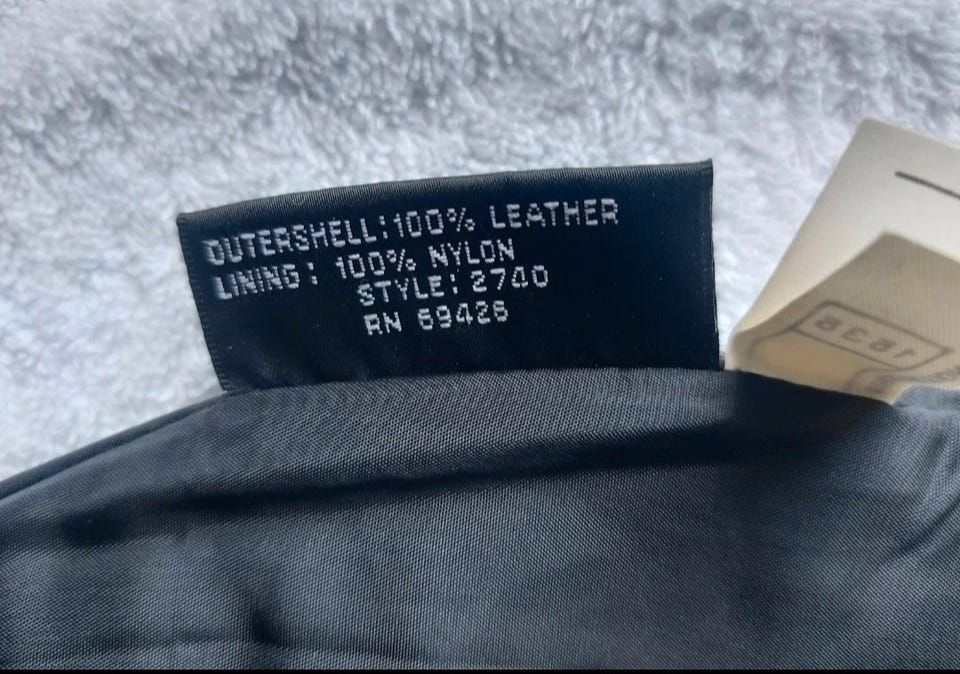 OUTERSHELL: 100% LEATHER
LINING: 100% NYLON
STYLE: 2740
RN 69426